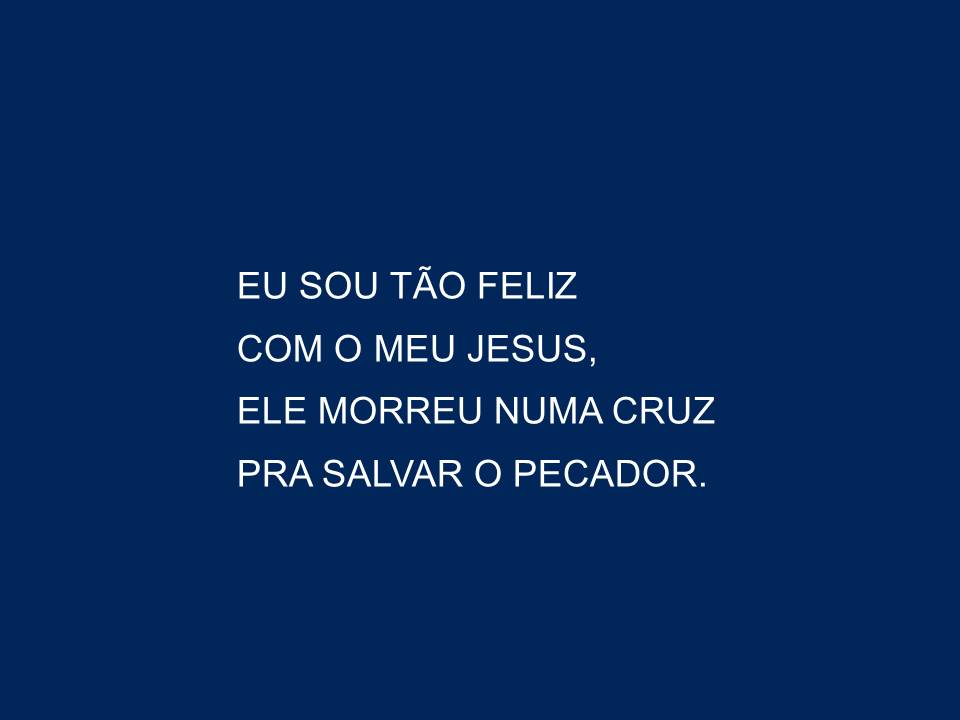 EU SOU TÃO FELIZ
COM O MEU JESUS,
ELE MORREU NUMA CRUZ
PRA SALVAR O PECADOR.